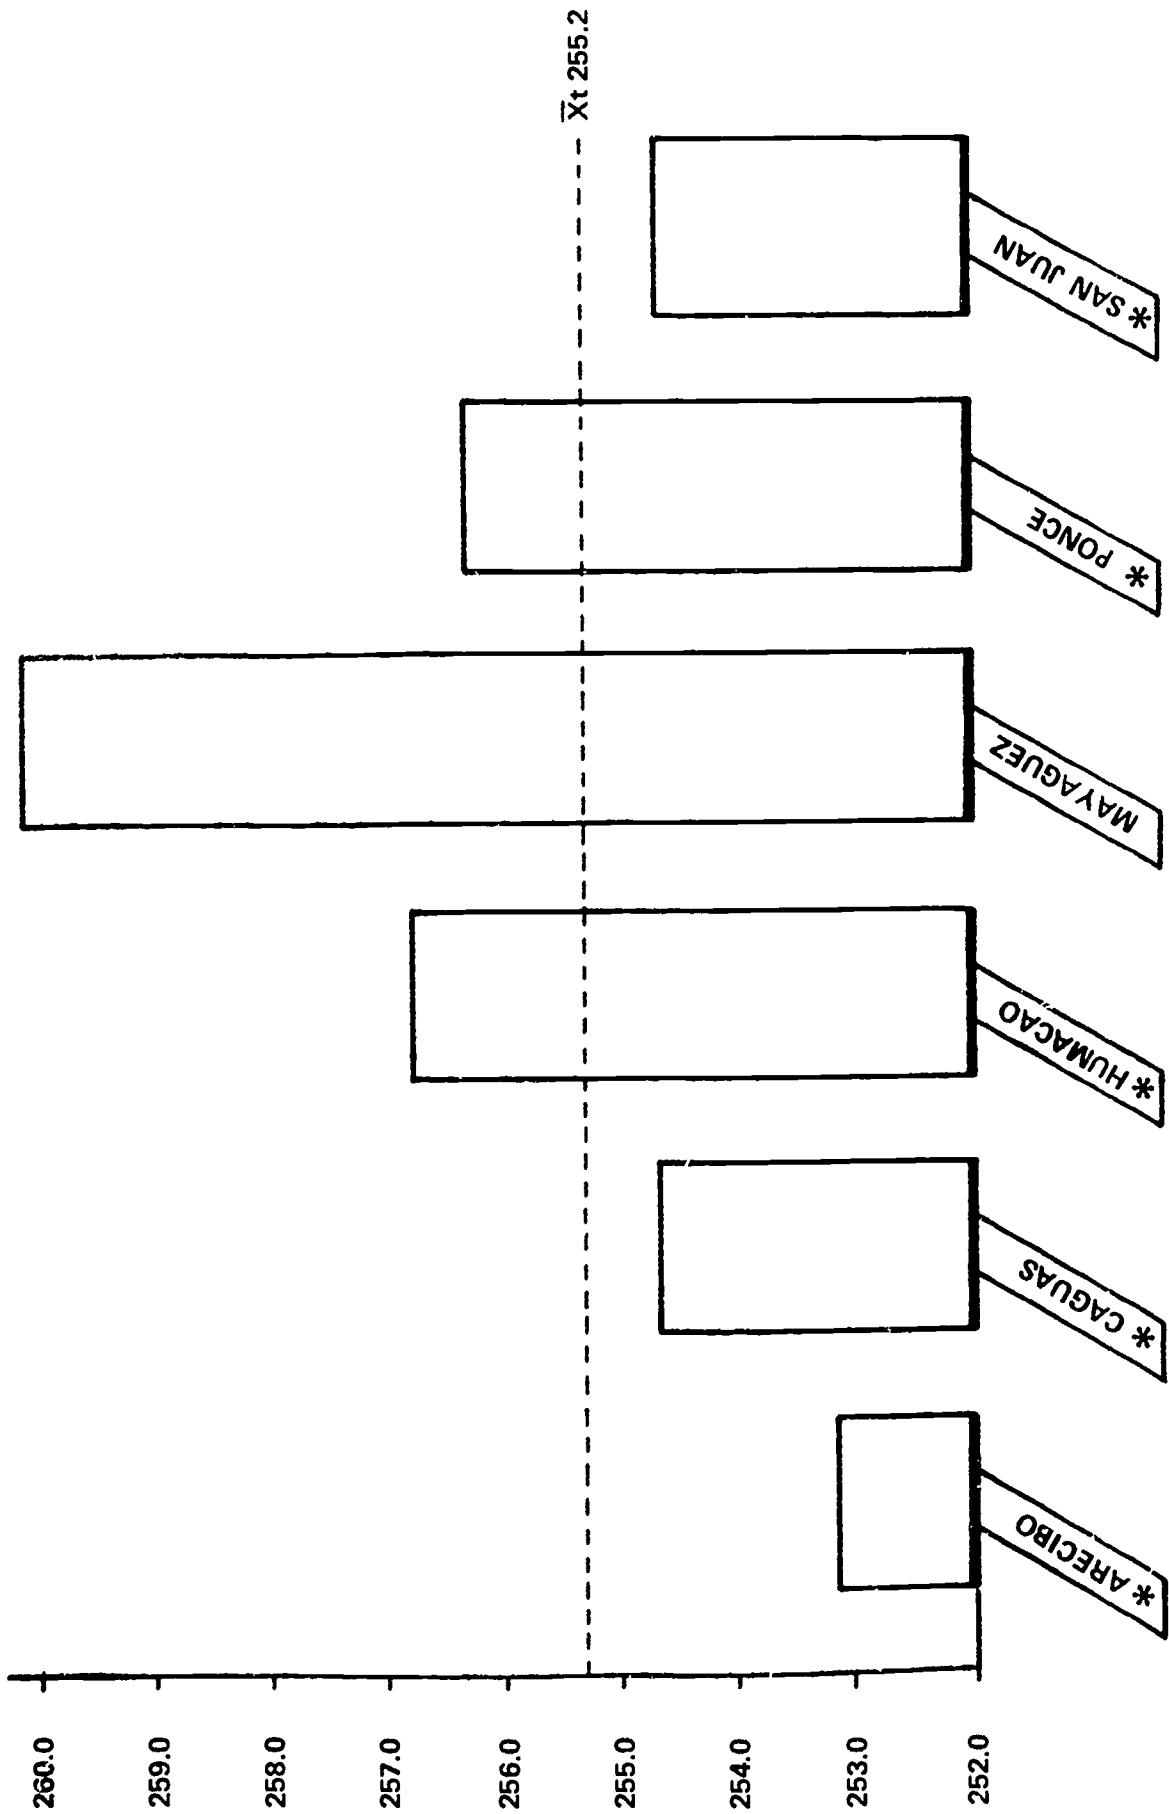 260.0
259.0
258.0
257.0
256.0
255.0
254.0
253.0
252.0
X̅t 255.2
* ARECIBO
* CAGUAS
* HUMACAO
MAYAGUEZ
* PONCE
* SAN JUAN